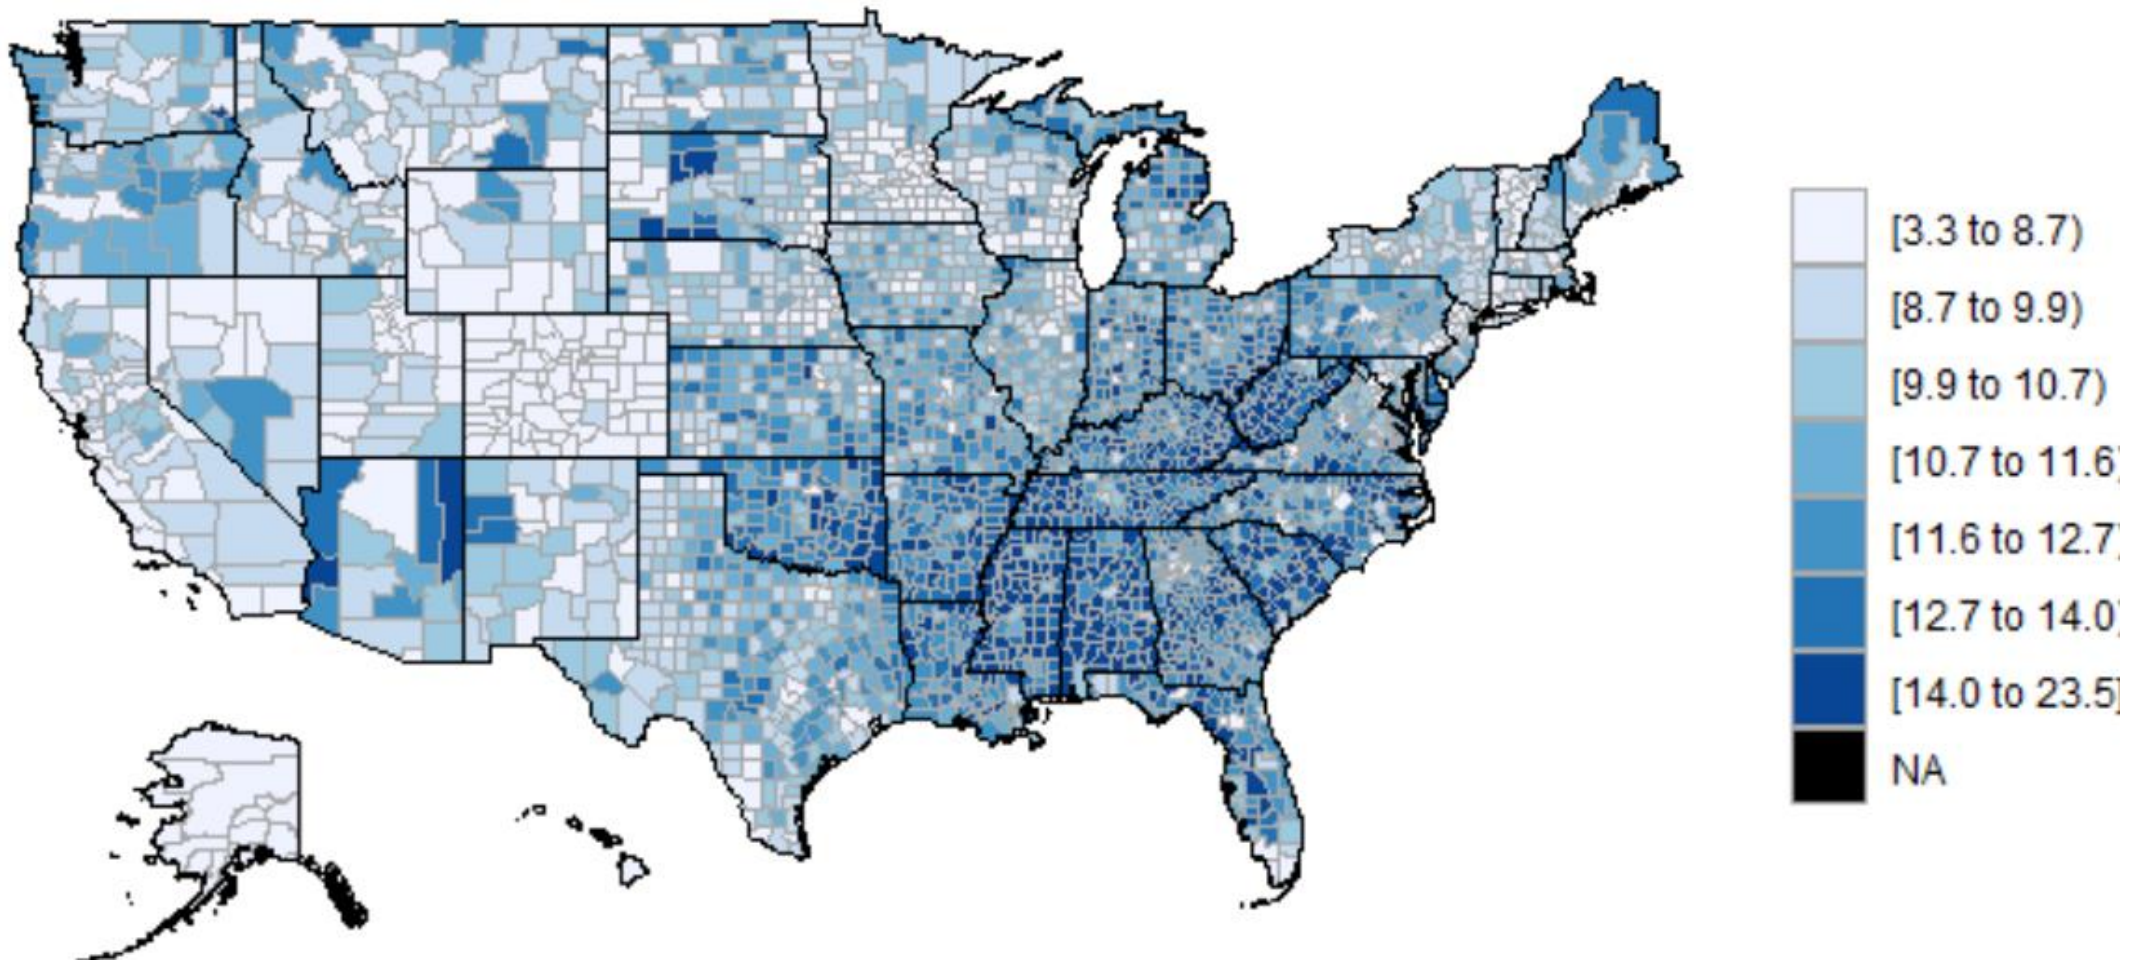 [3.3 to 8.7)
[8.7 to 9.9)
[9.9 to 10.7)
[10.7 to 11.6)
[11.6 to 12.7)
[12.7 to 14.0)
[14.0 to 23.5]
NA